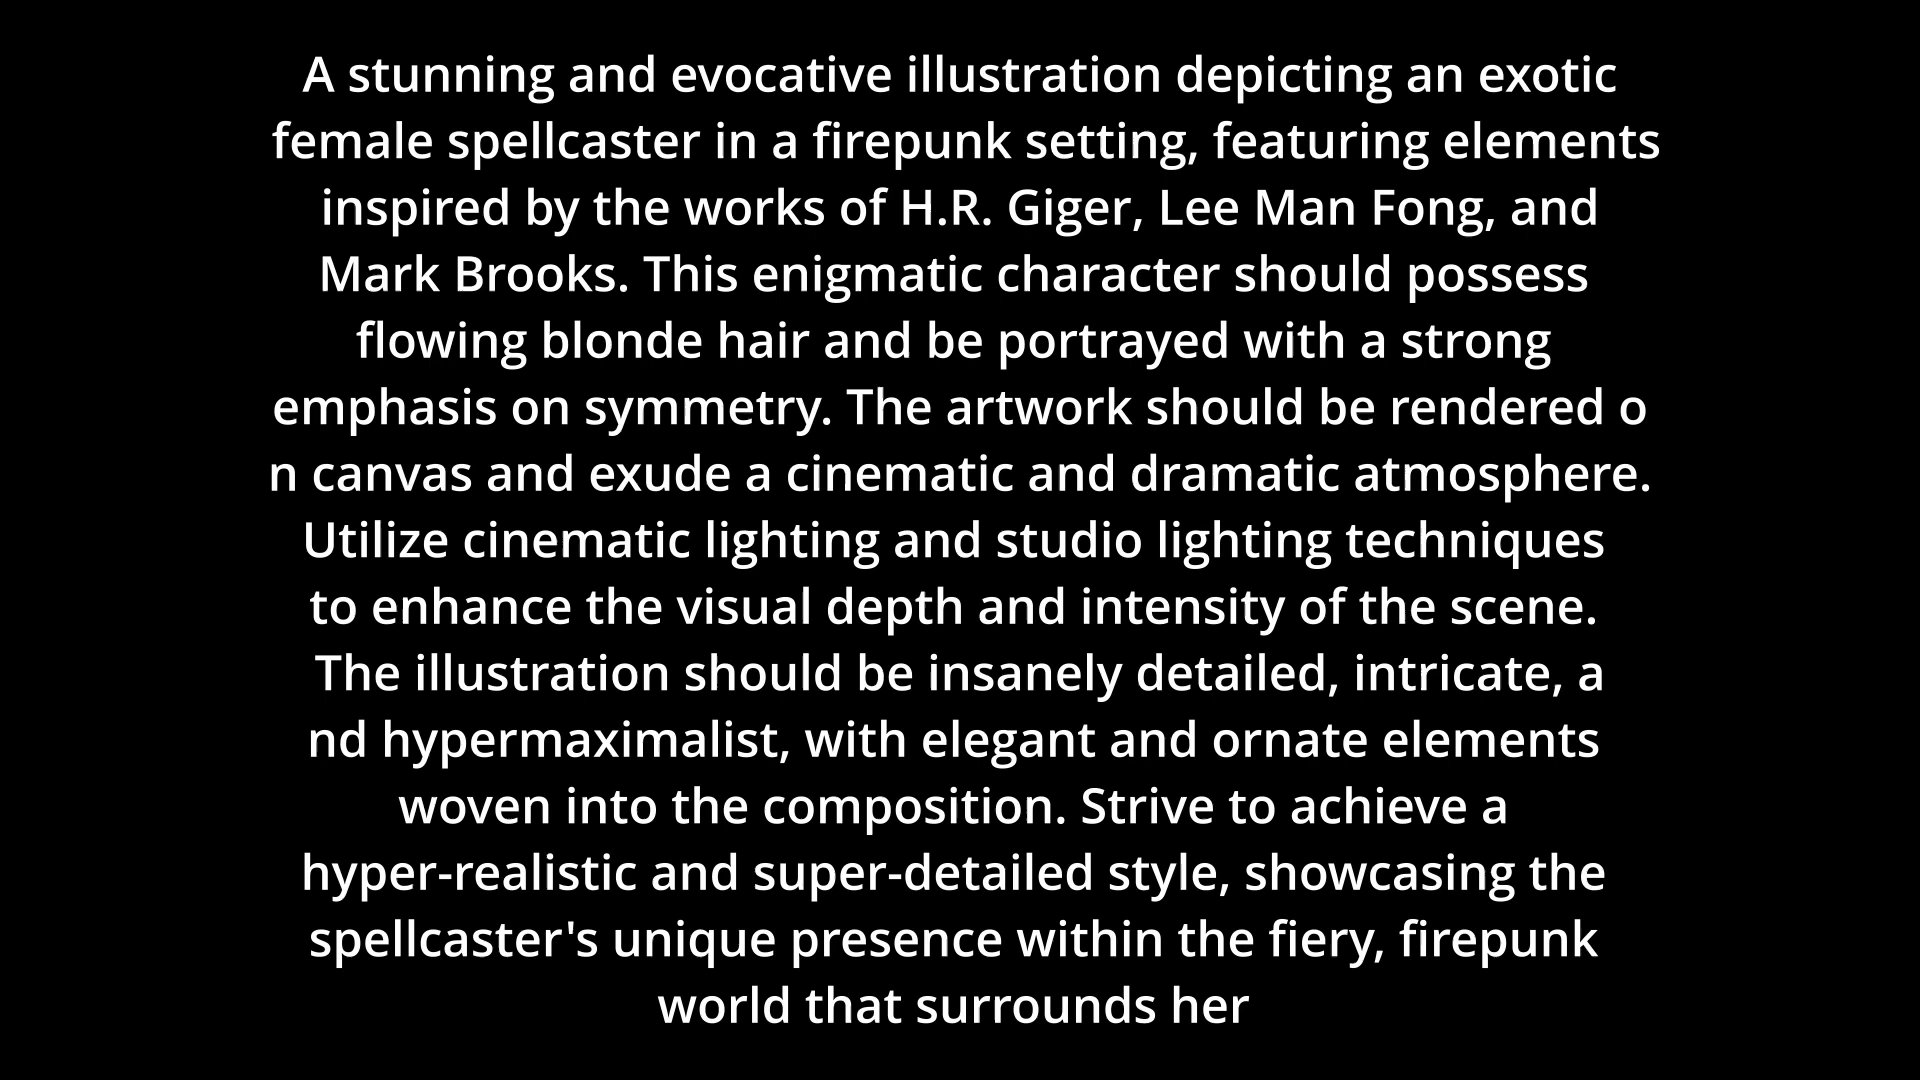 A stunning and evocative illustration depicting an exotic
female spellcaster in a firepunk setting, featuring elements
inspired by the works of H.R. Giger, Lee Man Fong, and
Mark Brooks. This enigmatic character should possess
flowing blonde hair and be portrayed with a strong
emphasis on symmetry. The artwork should be rendered o
n canvas and exude a cinematic and dramatic atmosphere.
Utilize cinematic lighting and studio lighting techniques
to enhance the visual depth and intensity of the scene.
The illustration should be insanely detailed, intricate, a
nd hypermaximalist, with elegant and ornate elements
woven into the composition. Strive to achieve a
hyper-realistic and super-detailed style, showcasing the
spellcaster's unique presence within the fiery, firepunk
world that surrounds her